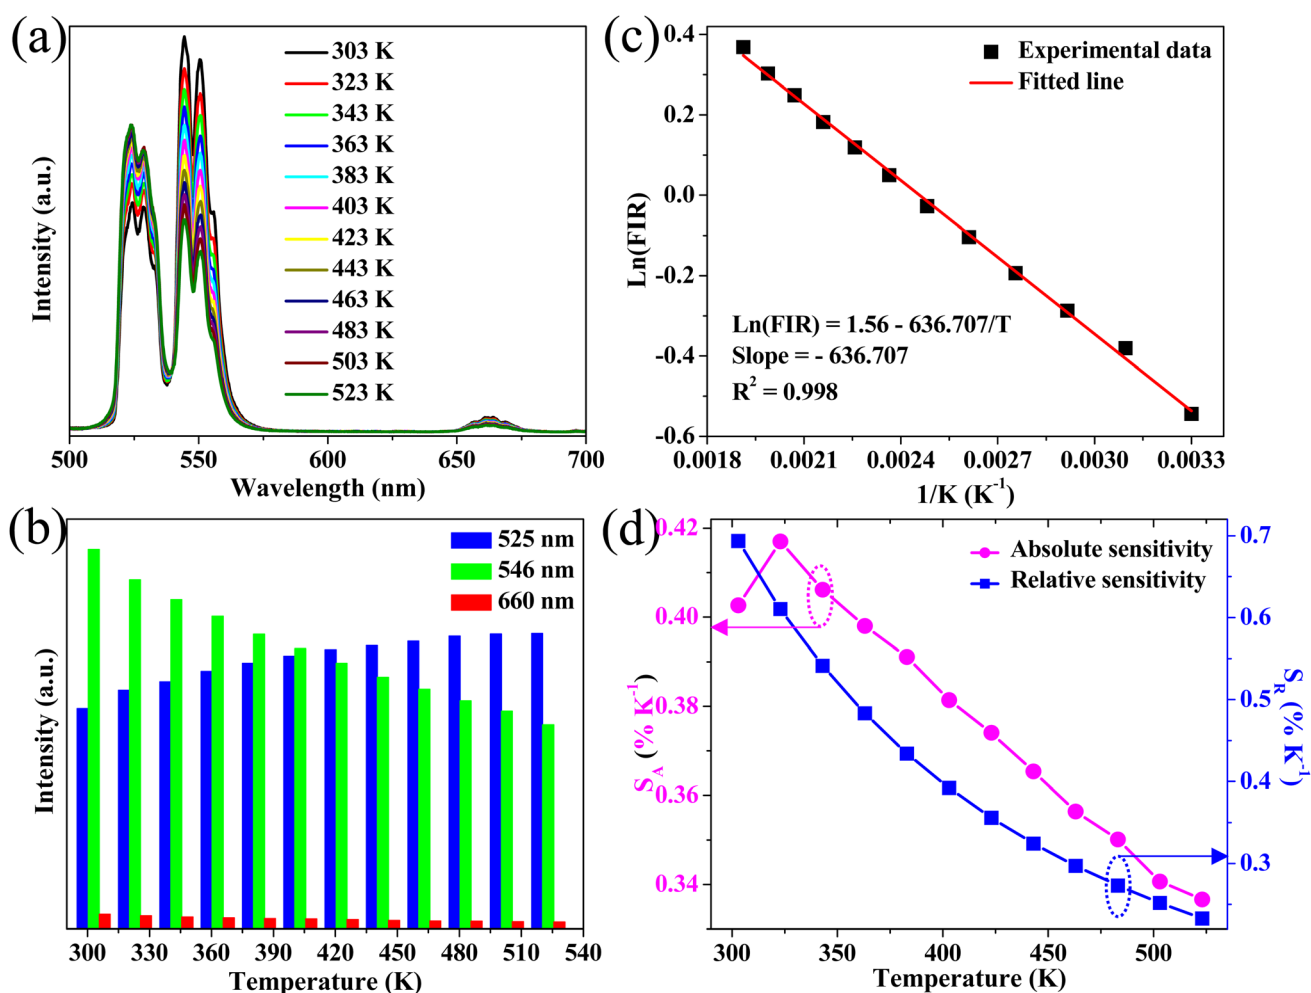 (a)
303 K
323 K
343 K
363 K
383 K
403 K
423 K
443 K
463 K
483 K
503 K
523 K
Intensity (a.u.)
500
550
600
650
700
Wavelength (nm)
(c)
0.4
0.2
0.0
-0.2
-0.4
-0.6
Ln(FIR)
Experimental data
Fitted line
Ln(FIR) = 1.56 - 636.707/T
Slope = - 636.707
R² = 0.998
0.0018
0.0021
0.0024
0.0027
0.0030
0.0033
1/K (K⁻¹)
(b)
525 nm
546 nm
660 nm
Intensity (a.u.)
300
330
360
390
420
450
480
510
540
Temperature (K)
(d)
0.42
0.40
0.38
0.36
0.34
S_A (% K⁻¹)
Absolute sensitivity
Relative sensitivity
0.7
0.6
0.5
0.4
0.3
S_R (% K⁻¹)
300
350
400
450
500
Temperature (K)